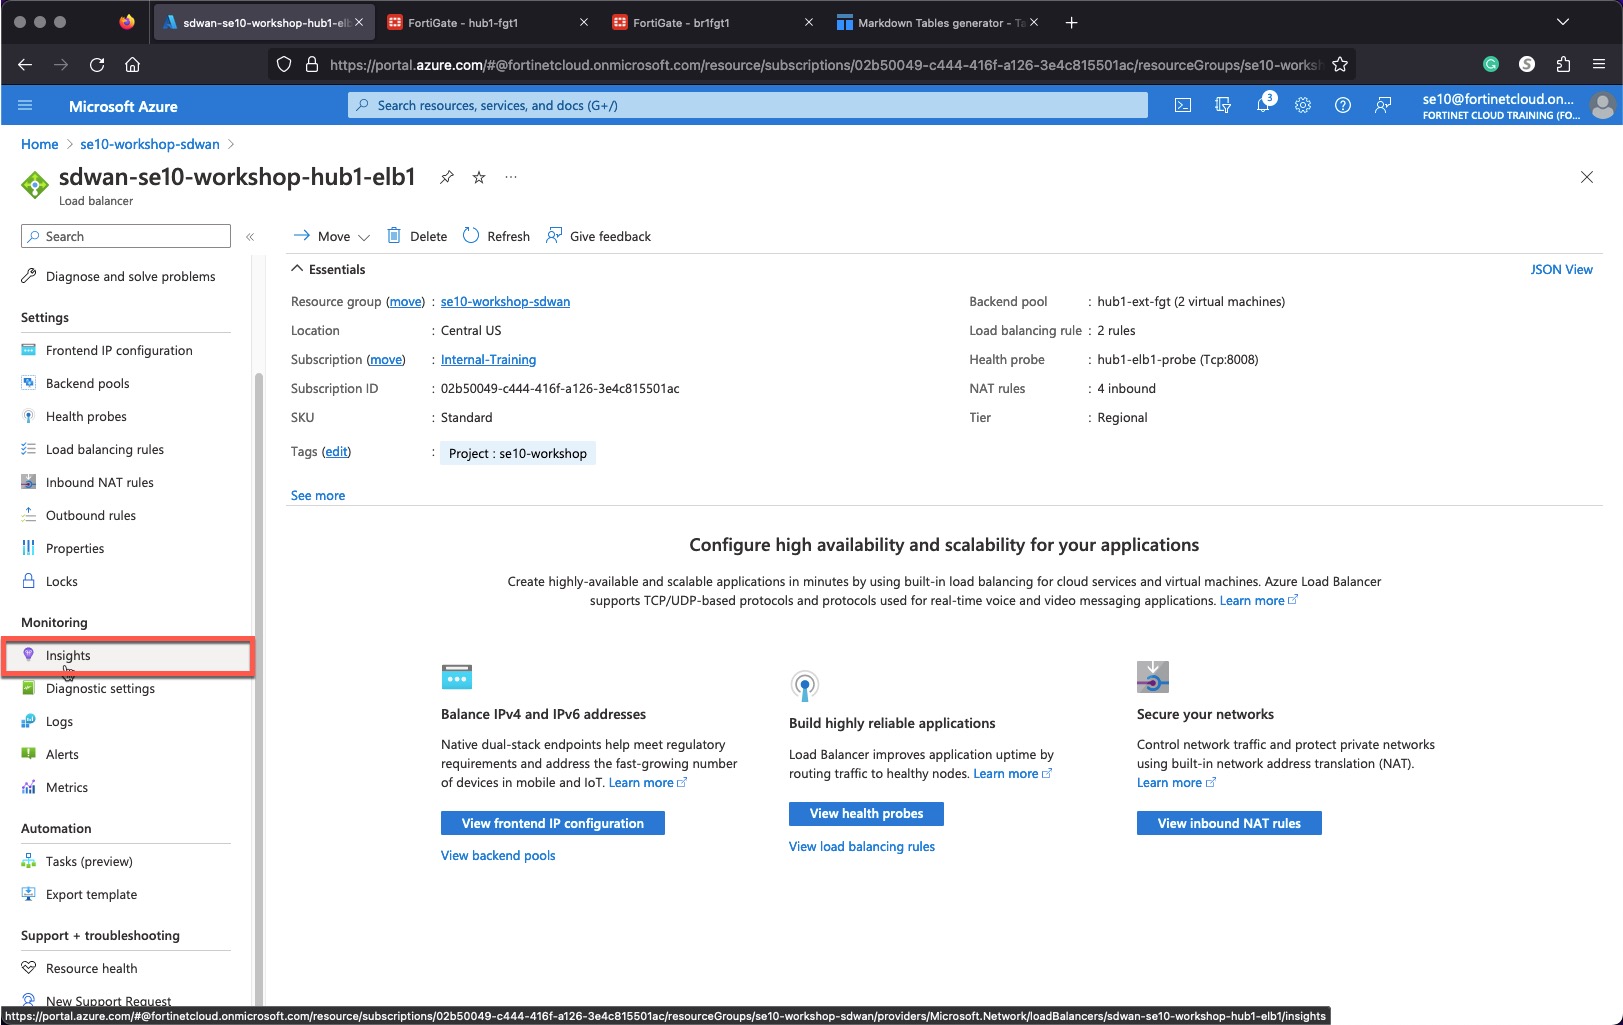 sdwan-se10-workshop-hub1-elb
FortiGate - hub1-fgt1
FortiGate - br1fgt1
Markdown Tables generator - Ta
https://portal.azure.com/#@fortinetcloud.onmicrosoft.com/resource/subscriptions/02b50049-c444-416f-a126-3e4c815501ac/resourceGroups/se10-worksh
Microsoft Azure
Search resources, services, and docs (G+/)
3
se10@fortinetcloud.on...
FORTINET CLOUD TRAINING (FO...
Home > se10-workshop-sdwan >
sdwan-se10-workshop-hub1-elb1
Load balancer
Search
«
Move
Delete
Refresh
Give feedback
Diagnose and solve problems
Settings
Frontend IP configuration
Backend pools
Health probes
Load balancing rules
Inbound NAT rules
Outbound rules
Properties
Locks
Monitoring
Insights
Diagnostic settings
Logs
Alerts
Metrics
Automation
Tasks (preview)
Export template
Support + troubleshooting
Resource health
New Support Request
Essentials
JSON View
Resource group (move) : se10-workshop-sdwan
Location : Central US
Subscription (move) : Internal-Training
Subscription ID : 02b50049-c444-416f-a126-3e4c815501ac
SKU : Standard
Tags (edit) : Project : se10-workshop
Backend pool : hub1-ext-fgt (2 virtual machines)
Load balancing rule : 2 rules
Health probe : hub1-elb1-probe (Tcp:8008)
NAT rules : 4 inbound
Tier : Regional
See more
Configure high availability and scalability for your applications
Create highly-available and scalable applications in minutes by using built-in load balancing for cloud services and virtual machines. Azure Load Balancer
supports TCP/UDP-based protocols and protocols used for real-time voice and video messaging applications. Learn more
Balance IPv4 and IPv6 addresses
Native dual-stack endpoints help meet regulatory
requirements and address the fast-growing number
of devices in mobile and IoT. Learn more
View frontend IP configuration
View backend pools
Build highly reliable applications
Load Balancer improves application uptime by
routing traffic to healthy nodes. Learn more
View health probes
View load balancing rules
Secure your networks
Control network traffic and protect private networks
using built-in network address translation (NAT).
Learn more
View inbound NAT rules
https://portal.azure.com/#@fortinetcloud.onmicrosoft.com/resource/subscriptions/02b50049-c444-416f-a126-3e4c815501ac/resourceGroups/se10-workshop-sdwan/providers/Microsoft.Network/loadBalancers/sdwan-se10-workshop-hub1-elb1/insights